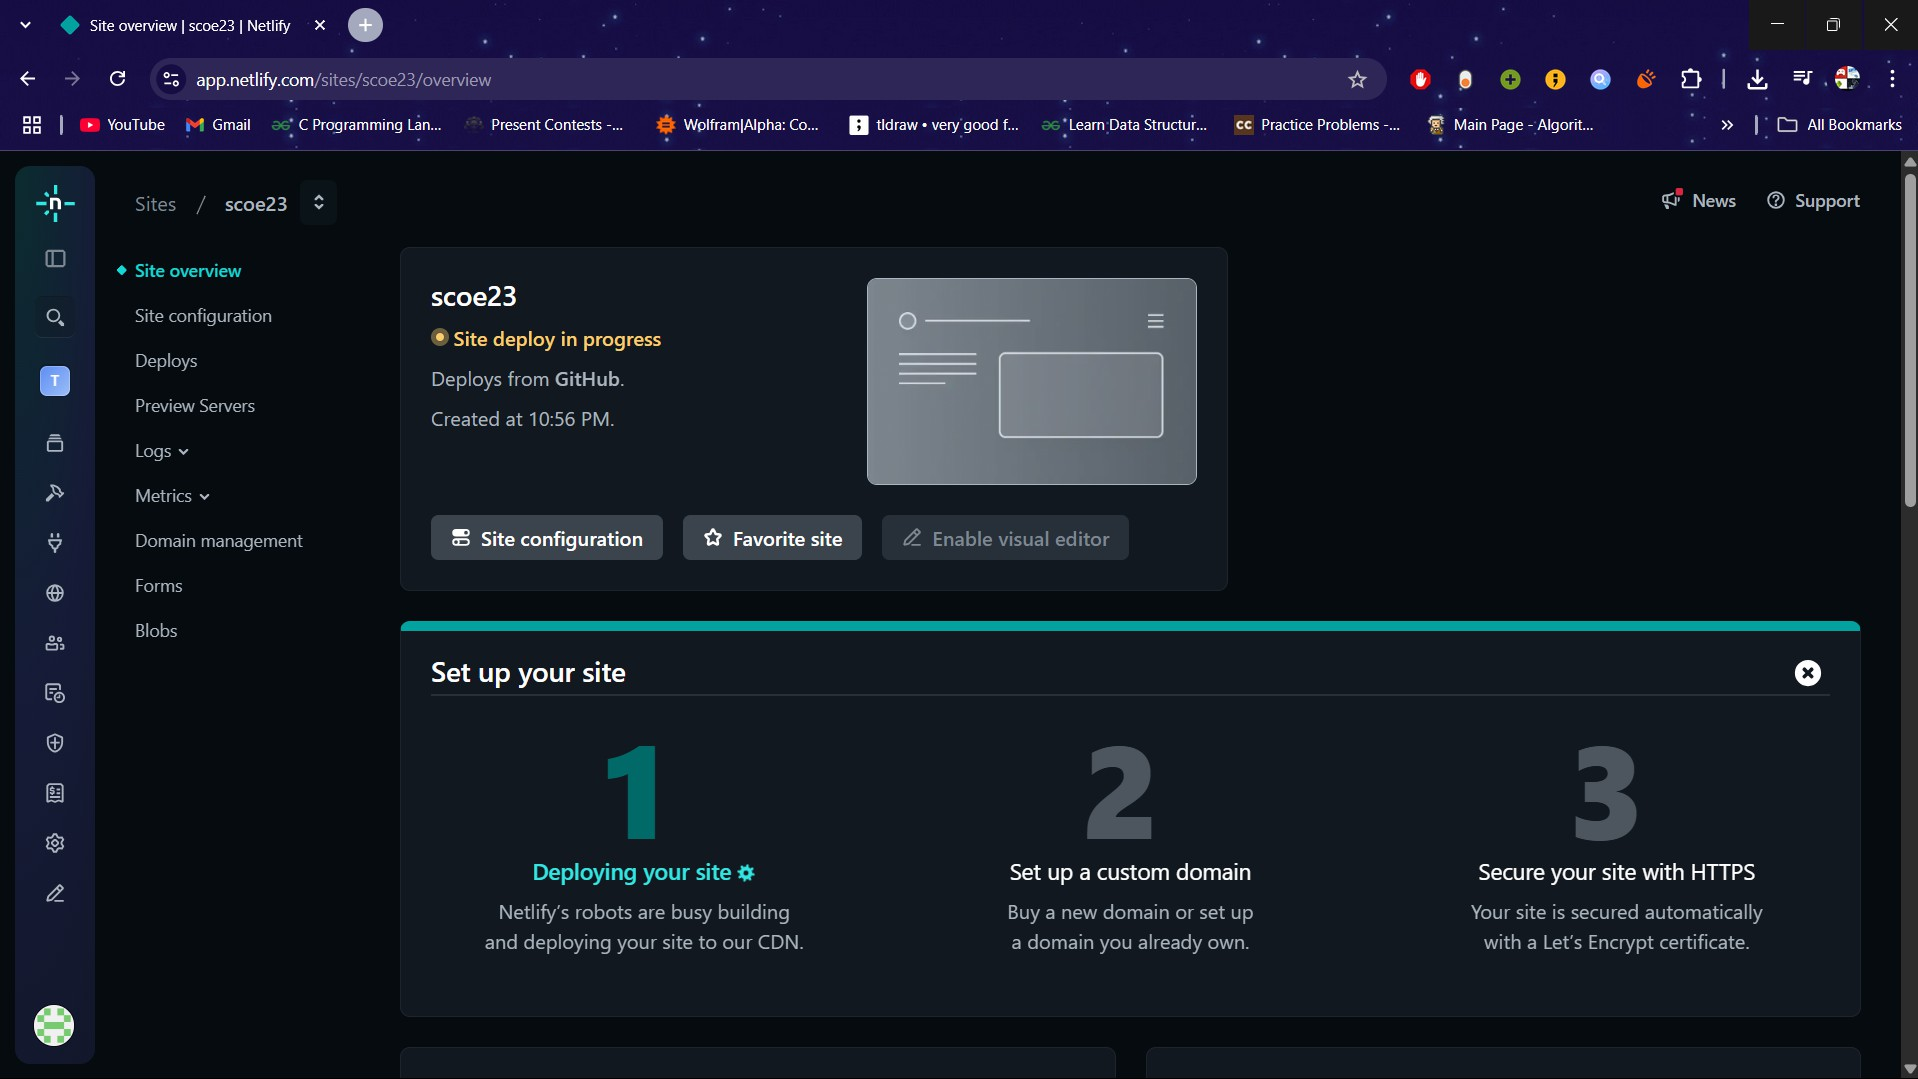 Site overview | scoe23 | Netlify
app.netlify.com/sites/scoe23/overview
YouTube
Gmail
C Programming Lan...
Present Contests -...
Wolfram|Alpha: Co...
tldraw • very good f...
Learn Data Structur...
CC Practice Problems -...
Main Page - Algorit...
All Bookmarks
Sites / scoe23
News
Support
Site overview
Site configuration
Deploys
Preview Servers
Logs
Metrics
Domain management
Forms
Blobs
T
scoe23
Site deploy in progress
Deploys from GitHub.
Created at 10:56 PM.
Site configuration
Favorite site
Enable visual editor
Set up your site
1
Deploying your site
Netlify's robots are busy building
and deploying your site to our CDN.
2
Set up a custom domain
Buy a new domain or set up
a domain you already own.
3
Secure your site with HTTPS
Your site is secured automatically
with a Let's Encrypt certificate.